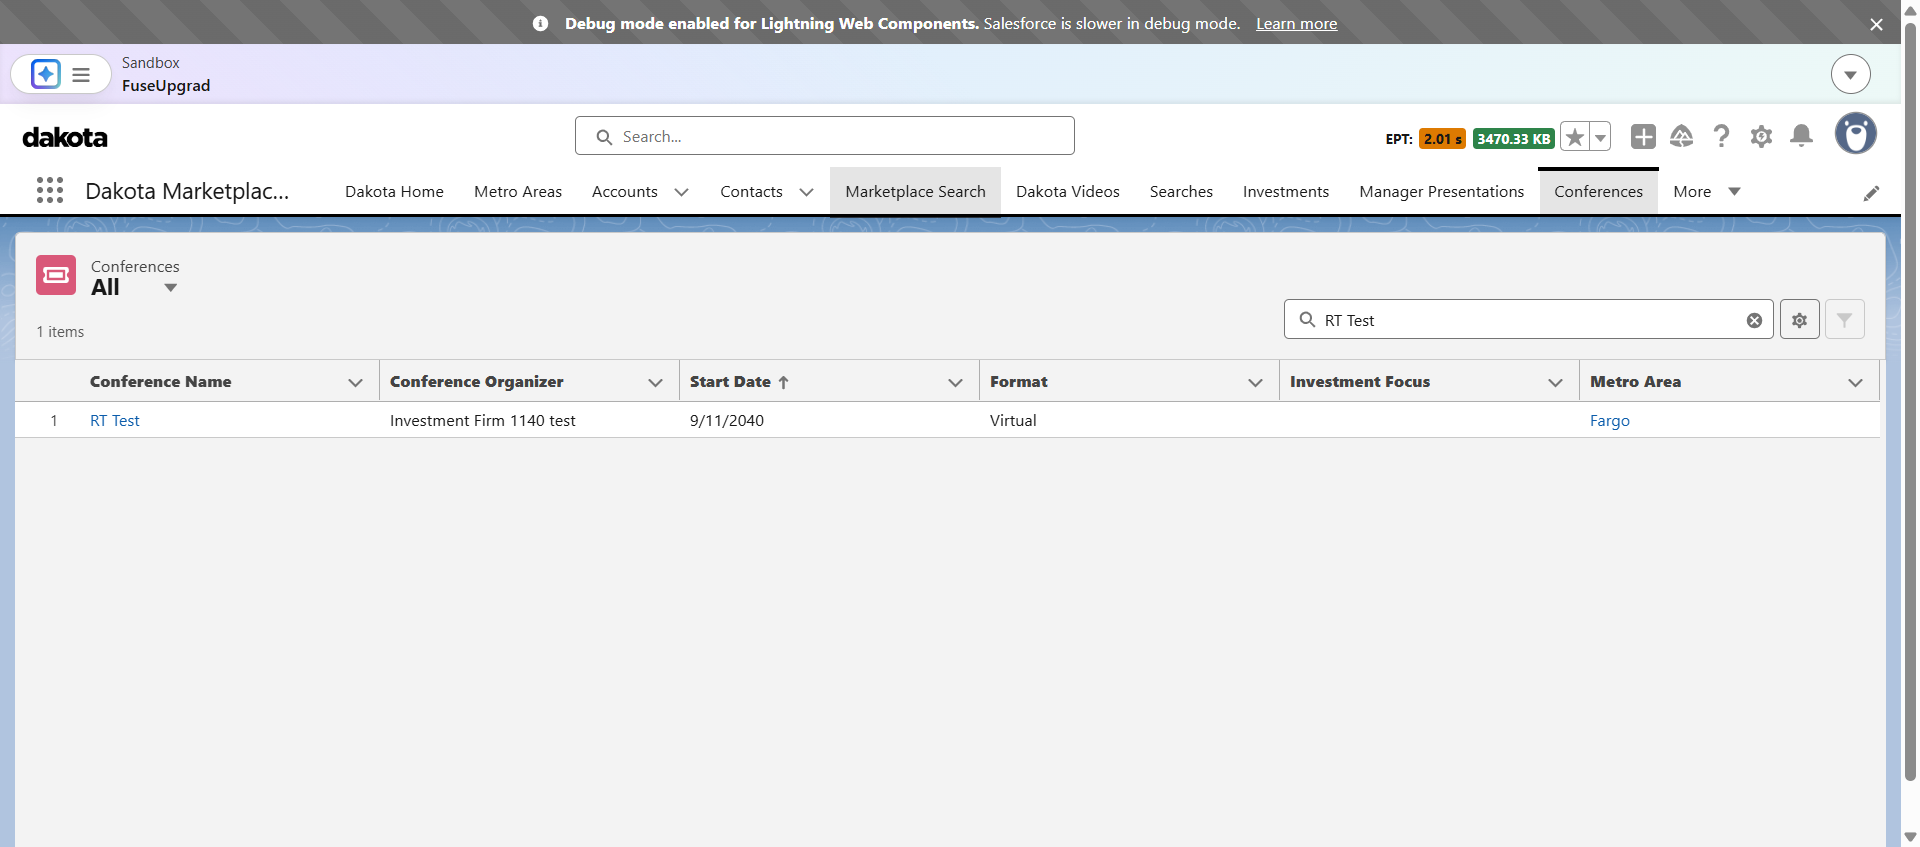 Debug mode enabled for Lightning Web Components. Salesforce is slower in debug mode. Learn more
Sandbox
FuseUpgrad
dakota
Search...
EPT: 2.01 s 3470.33 KB
Dakota Marketplac...
Dakota Home
Metro Areas
Accounts
Contacts
Marketplace Search
Dakota Videos
Searches
Investments
Manager Presentations
Conferences
More
Conferences
All
1 items
RT Test
Conference Name
Conference Organizer
Start Date
Format
Investment Focus
Metro Area
1
RT Test
Investment Firm 1140 test
9/11/2040
Virtual
Fargo